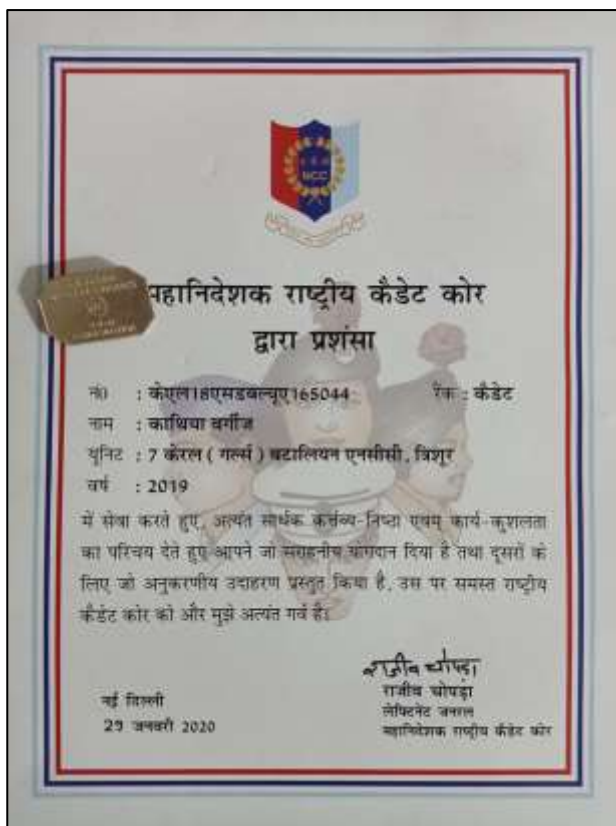 NCC
महानिदेशक राष्ट्रीय कैडेट कोर
द्वारा प्रशंसा
नं0 : केएल18एसडबल्यूए165044 रैंक : कैडेट
नाम : काथिया वर्गीज
यूनिट : 7 केरल ( गर्ल्स ) बटालियन एनसीसी, त्रिशूर
वर्ष : 2019
में सेवा करते हुए, अत्यंत सार्थक कर्त्तव्य-निष्ठा एवम् कार्य-कुशलता
का परिचय देते हुए आपने जो सराहनीय योगदान दिया है तथा दूसरों के
लिए जो अनुकरणीय उदाहरण प्रस्तुत किया है, उस पर समस्त राष्ट्रीय
कैडेट कोर को और मुझे अत्यंत गर्व है।
राजीव चोपड़ा
राजीव चोपड़ा
नई दिल्ली
लेफ्टिनेंट जनरल
29 जनवरी 2020
महानिदेशक राष्ट्रीय कैडेट कोर